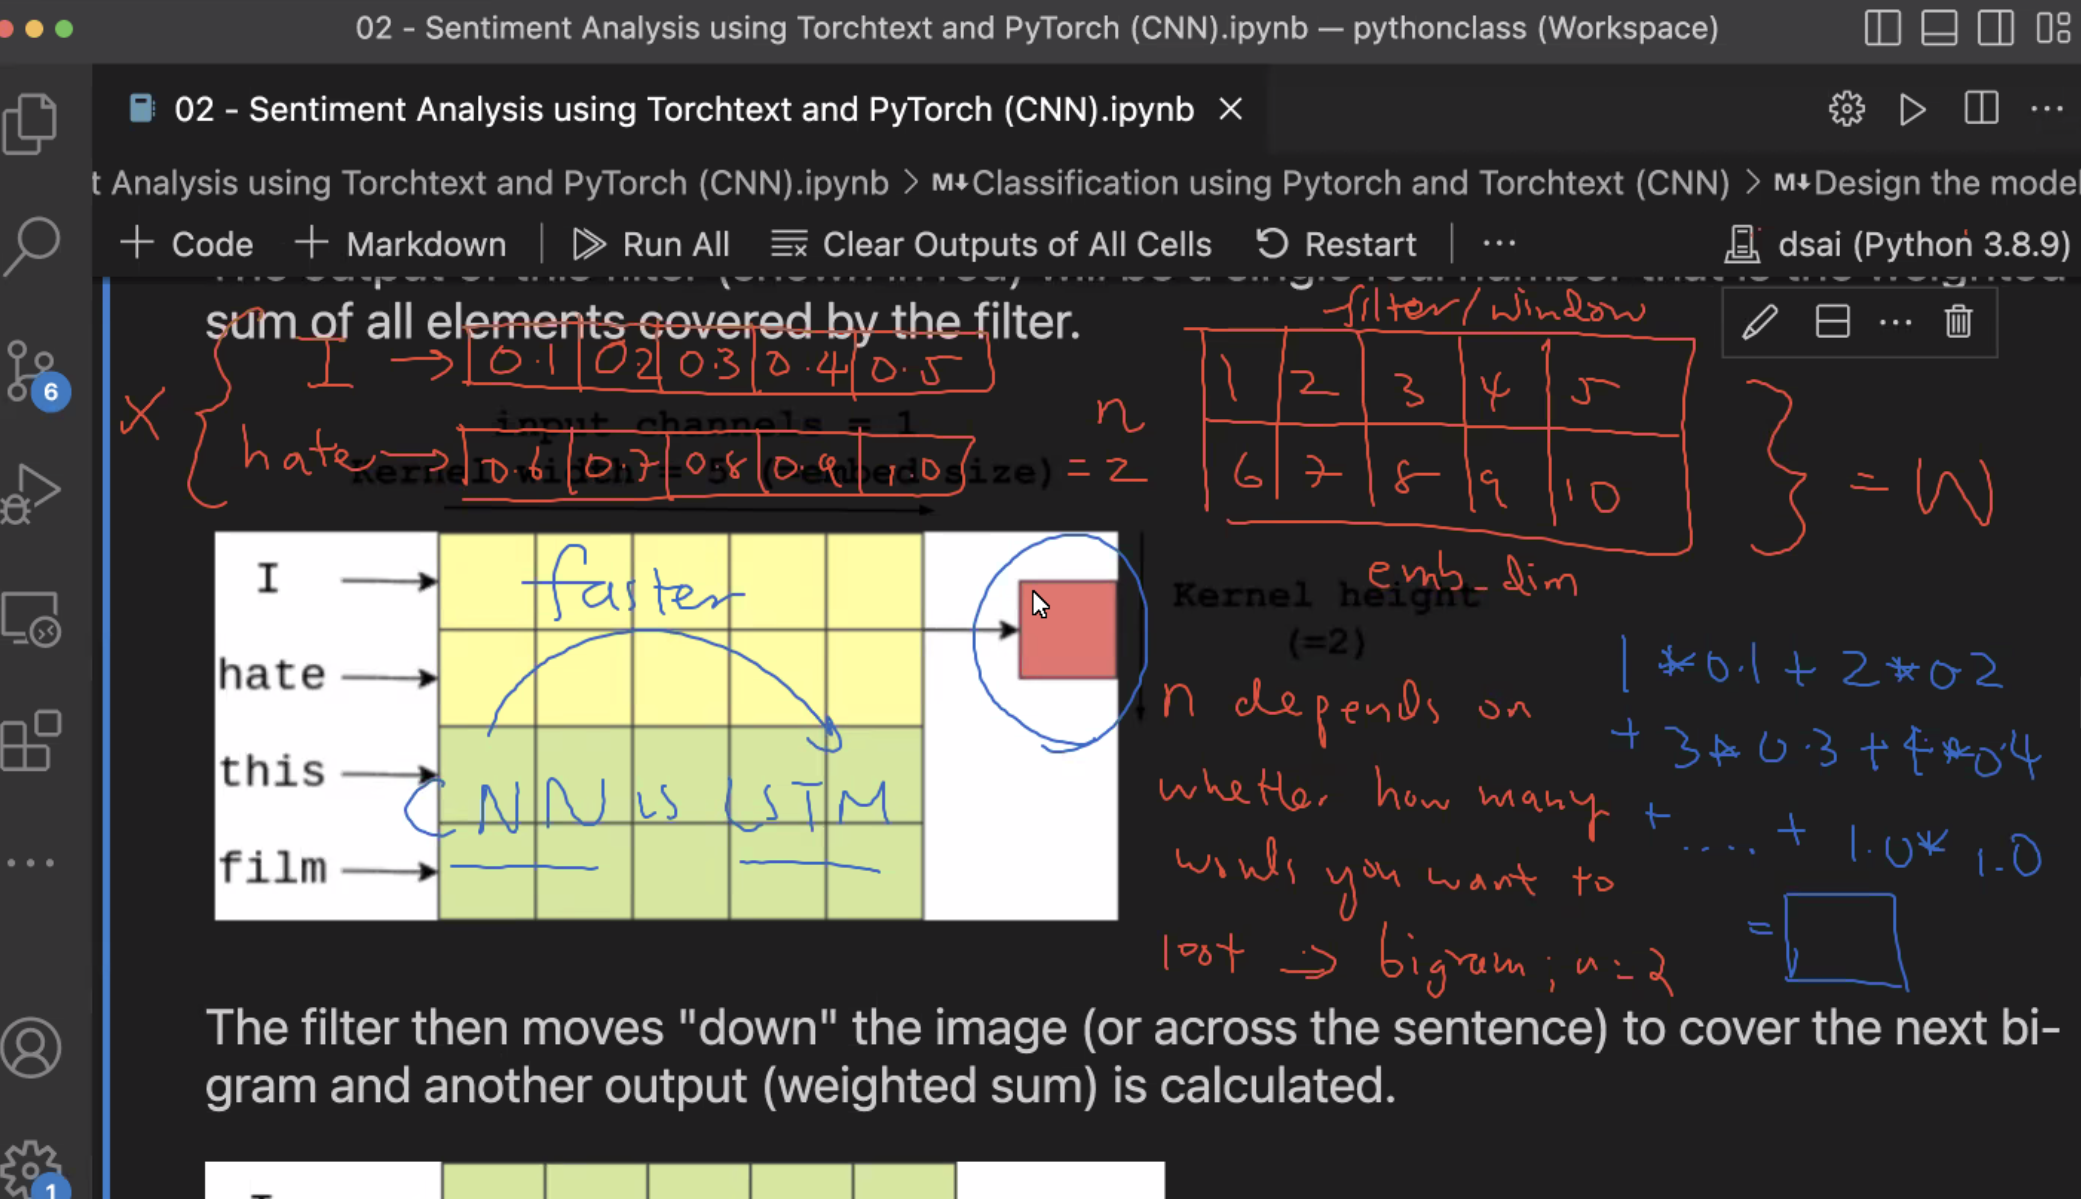 02 - Sentiment Analysis using Torchtext and PyTorch (CNN).ipynb — pythonclass (Workspace)
02 - Sentiment Analysis using Torchtext and PyTorch (CNN).ipynb
t Analysis using Torchtext and PyTorch (CNN).ipynb > M↓Classification using Pytorch and Torchtext (CNN) > M↓Design the mode
+ Code + Markdown Run All Clear Outputs of All Cells Restart ... dsai (Python 3.8.9)
sum of all elements covered by the filter.
filter/window
I → 0.1 0.2 0.3 0.4 0.5
X
hate → 0.6 0.7 0.8 0.9 1.0
input channels = 1
Kernel width = 5 (=embed size)
n = 2
1 2 3 4 5
6 7 8 9 10
= W
emb_dim
Kernel height
(=2)
I
hate
this
film
faster
CNN is LSTM
n depends on
whether how many
words you want to
loot → bigram; n=2
1*0.1 + 2*02
+ 3*0.3 + 4*04
+ .... + 1.0* 1.0
=
The filter then moves "down" the image (or across the sentence) to cover the next bi-
gram and another output (weighted sum) is calculated.
6
1